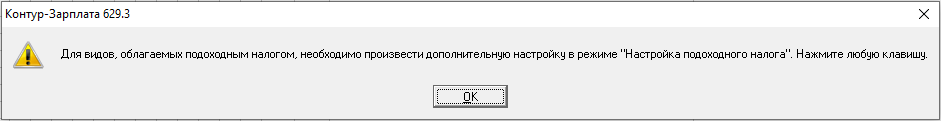 Контур-Зарплата 629.3
Для видов, облагаемых подоходным налогом, необходимо произвести дополнительную настройку в режиме "Настройка подоходного налога". Нажмите любую клавишу.
OK